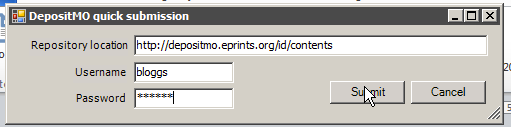 DepositMO quick submission
Repository location http://depositmo.eprints.org/id/contents
Username bloggs
Password ******
Submit Cancel